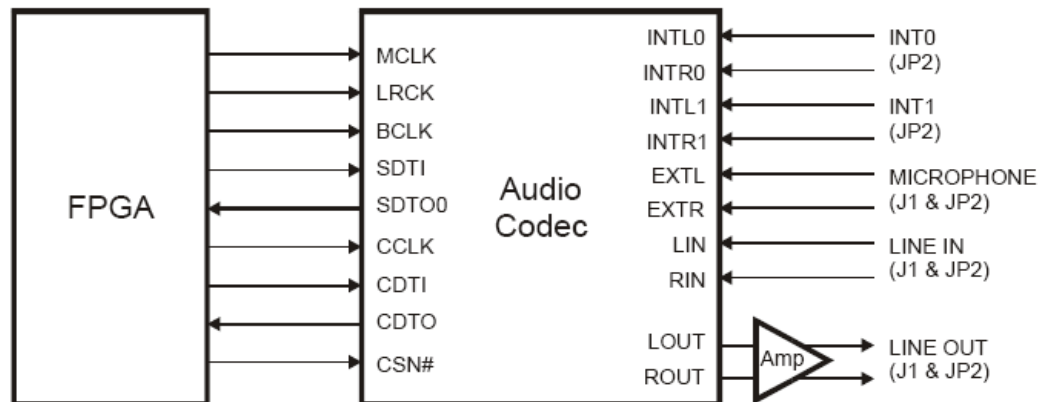 FPGA
MCLK
LRCK
BCLK
SDTI
SDTO0
CCLK
CDTI
CDTO
CSN#
Audio
Codec
INTL0
INTR0
INTL1
INTR1
EXTL
EXTR
LIN
RIN
LOUT
ROUT
Amp
INT0
(JP2)
INT1
(JP2)
MICROPHONE
(J1 & JP2)
LINE IN
(J1 & JP2)
LINE OUT
(J1 & JP2)